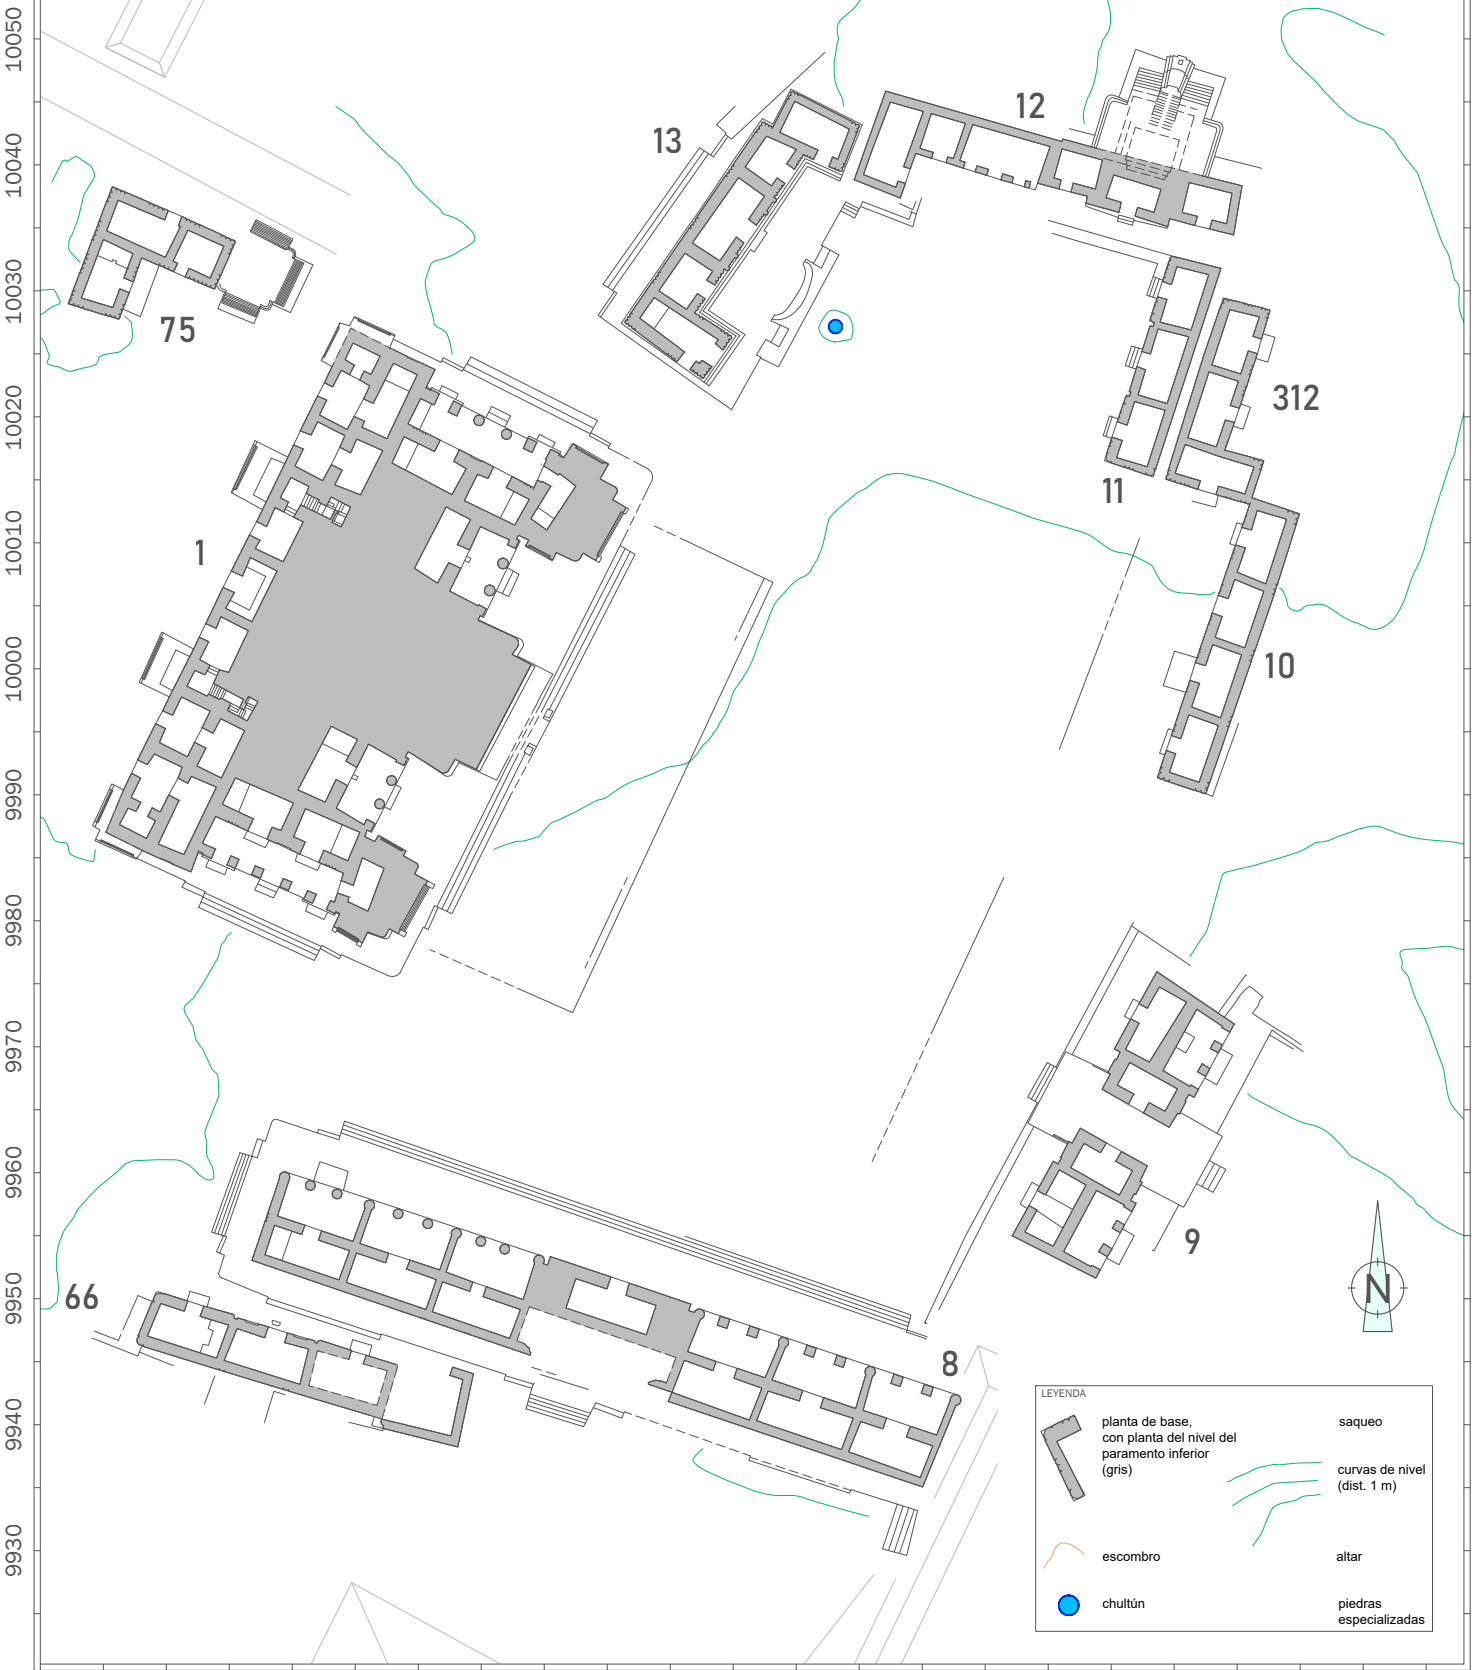 10050
10040
10030
10020
10010
10000
9990
9980
9970
9960
9950
9940
9930
12
13
75
312
11
1
10
9
66
8
N
LEYENDA
planta de base,
con planta del nivel del
paramento inferior
(gris)
saqueo
curvas de nivel
(dist. 1 m)
escombro
altar
chultún
piedras
especializadas